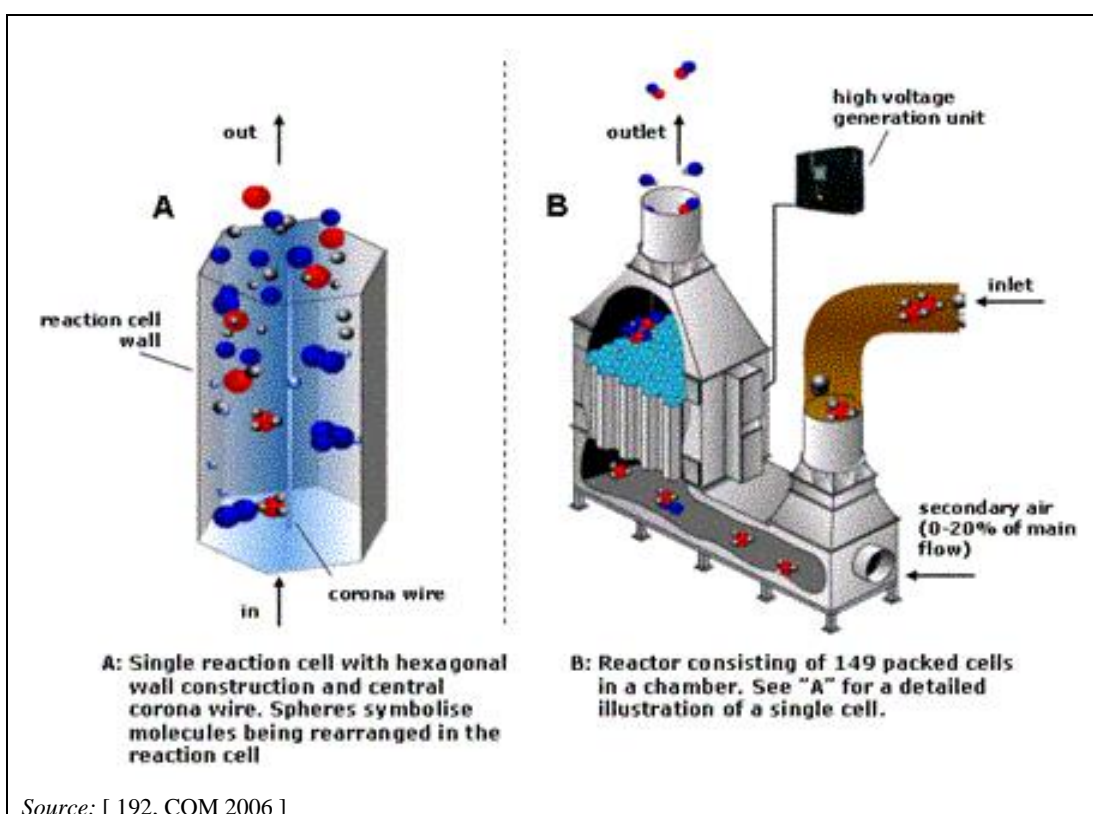 out
A
reaction cell
wall
in
corona wire
A: Single reaction cell with hexagonal
wall construction and central
corona wire. Spheres symbolise
molecules being rearranged in the
reaction cell
high voltage
generation unit
outlet
B
inlet
secondary air
(0-20% of main
flow)
B: Reactor consisting of 149 packed cells
in a chamber. See "A" for a detailed
illustration of a single cell.
Source: [ 192, COM 2006 ]